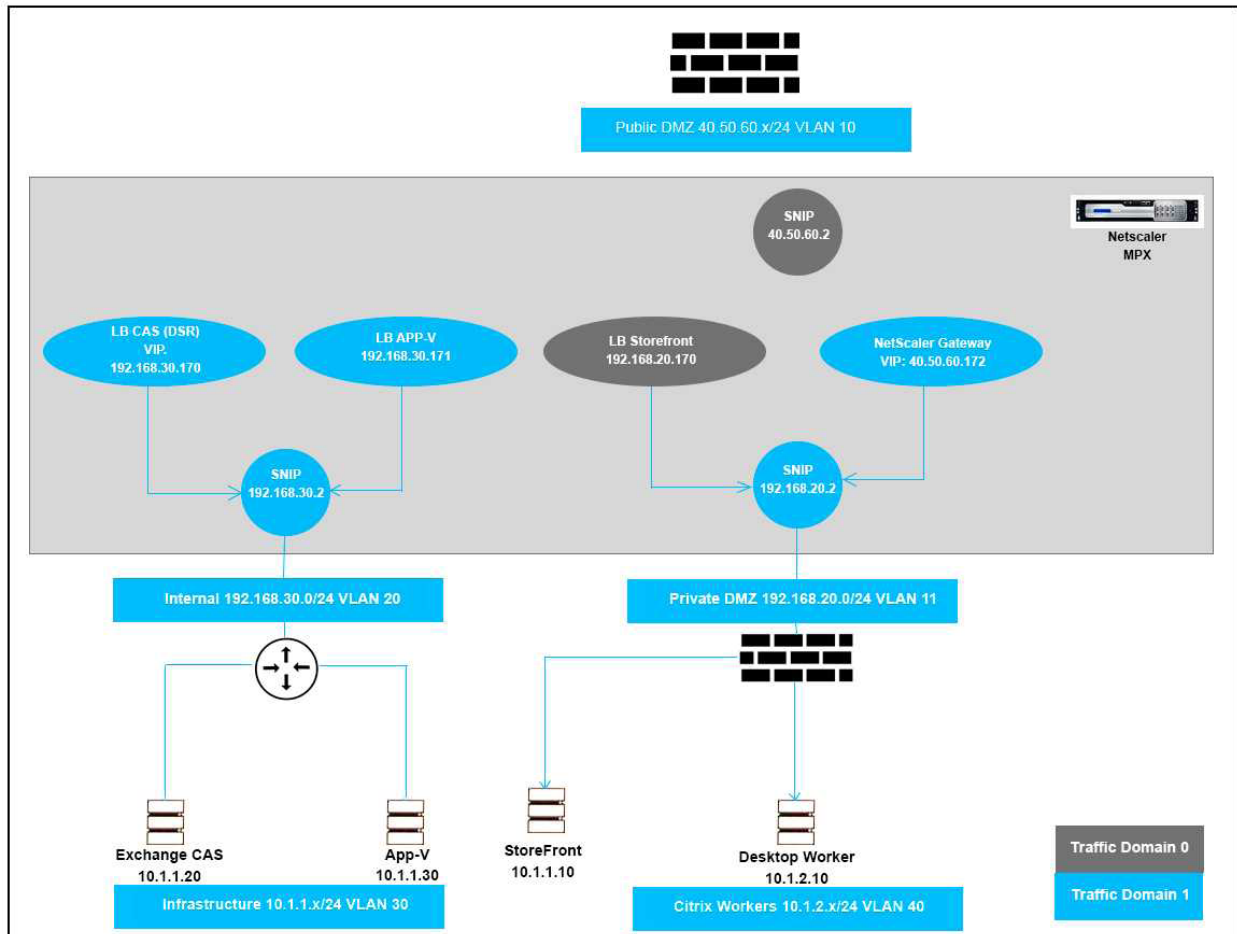 Public DMZ 40.50.60.x/24 VLAN 10
SNIP
40.50.60.2
Netscaler
MPX
LB CAS (DSR)
VIP.
192.168.30.170
LB APP-V
192.168.30.171
LB Storefront
192.168.20.170
NetScaler Gateway
VIP: 40.50.60.172
SNIP
192.168.30.2
SNIP
192.168.20.2
Internal 192.168.30.0/24 VLAN 20
Private DMZ 192.168.20.0/24 VLAN 11
Exchange CAS
10.1.1.20
App-V
10.1.1.30
StoreFront
10.1.1.10
Desktop Worker
10.1.2.10
Infrastructure 10.1.1.x/24 VLAN 30
Citrix Workers 10.1.2.x/24 VLAN 40
Traffic Domain 0
Traffic Domain 1